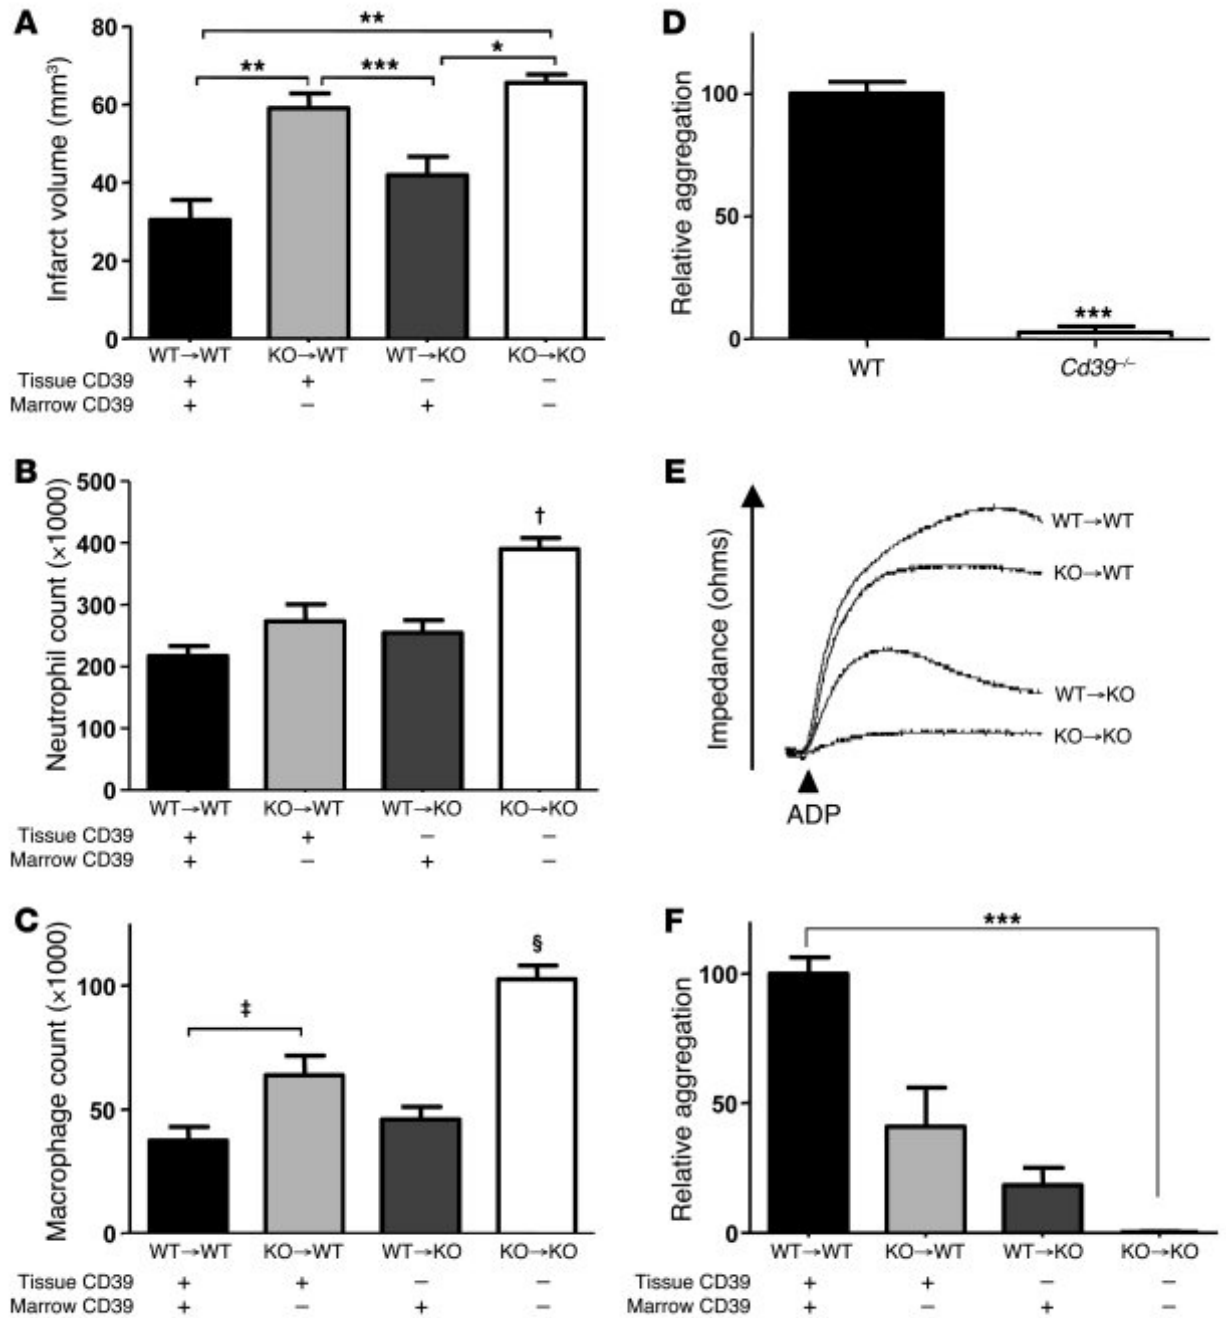 A
Infarct volume (mm³)
80
60
40
20
0
**
**
***
*
WT→WT KO→WT WT→KO KO→KO
Tissue CD39 + + – –
Marrow CD39 + – + –
D
Relative aggregation
100
50
0
***
WT Cd39–/–
B
Neutrophil count (×1000)
500
400
300
200
100
0
†
WT→WT KO→WT WT→KO KO→KO
Tissue CD39 + + – –
Marrow CD39 + – + –
E
Impedance (ohms)
WT→WT
KO→WT
WT→KO
KO→KO
ADP
C
Macrophage count (×1000)
100
50
0
‡
§
WT→WT KO→WT WT→KO KO→KO
Tissue CD39 + + – –
Marrow CD39 + – + –
F
Relative aggregation
100
50
0
***
WT→WT KO→WT WT→KO KO→KO
Tissue CD39 + + – –
Marrow CD39 + – + –